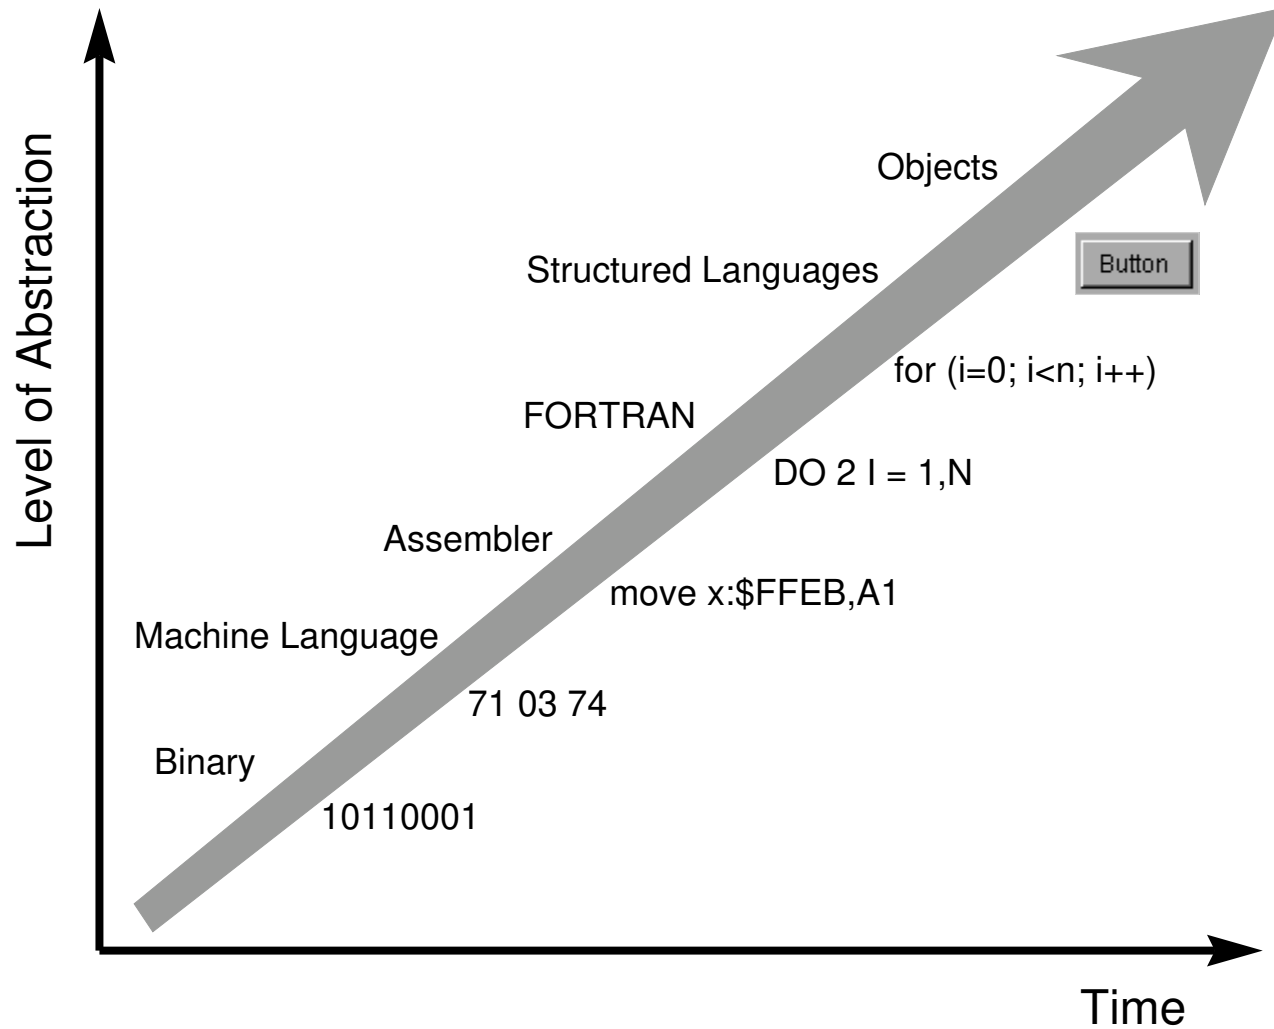 Level of Abstraction
Objects
Structured Languages
Button
for (i=0; i<n; i++)
FORTRAN
DO 2 I = 1,N
Assembler
move x:$FFEB,A1
Machine Language
71 03 74
Binary
10110001
Time